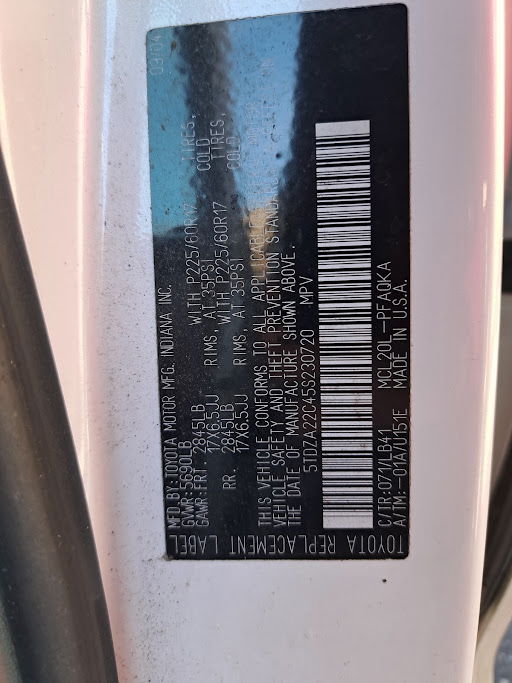 MFD.BY:TOYOTA MOTOR MFG. INDIANA INC. 09/04
GVWR:5690LB
GAWR:FRT. 2845LB WITH P225/60R17 TIRES,
17X6.5JJ RIMS, AT 35PSI COLD
RR. 2845LB WITH P225/60R17 TIRES,
17X6.5JJ RIMS, AT 35PSI COLD
THIS VEHICLE CONFORMS TO ALL APPLICABLE
VEHICLE SAFETY AND THEFT PREVENTION STANDARDS
THE DATE OF MANUFACTURE SHOWN ABOVE.
5TDZA22C45S230720 MPV
C/TR:071/LB41 MCL20L-PFAQKA
A/TM:-01A/U151E MADE IN U.S.A.
TOYOTA REPLACEMENT LABEL